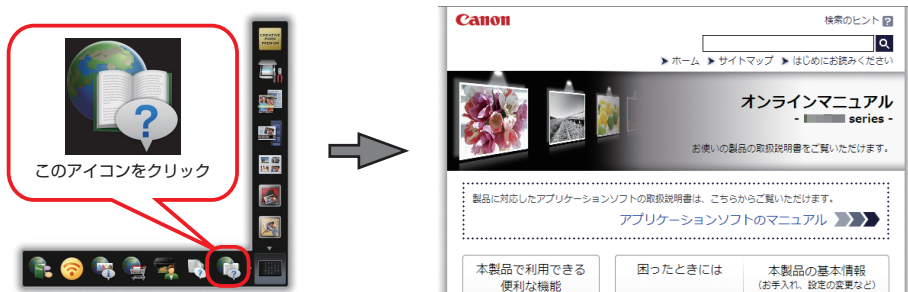 このアイコンをクリック
CREATIVE
PARK
PREMIUM
Canon
検索のヒント ?
▶ ホーム ▶ サイトマップ ▶ はじめにお読みください
オンラインマニュアル
- series -
お使いの製品の取扱説明書をご覧いただけます。
製品に対応したアプリケーションソフトの取扱説明書は、こちらからご覧いただけます。
アプリケーションソフトのマニュアル
本製品で利用できる
便利な機能
困ったときには
本製品の基本情報
(お手入れ、設定の変更など)